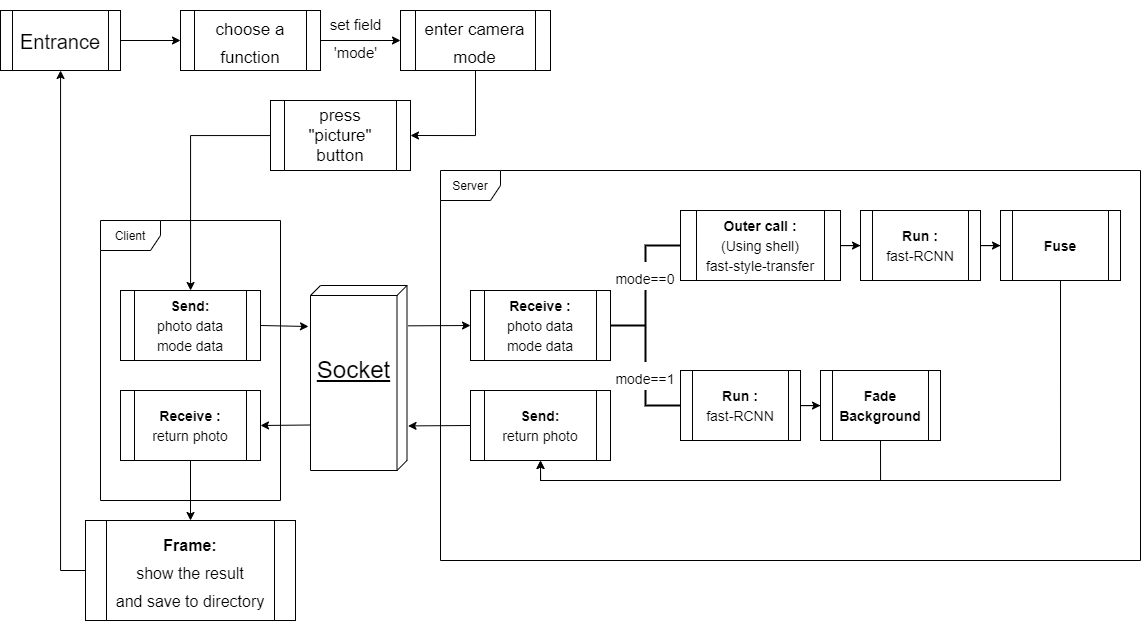 Entrance
choose a
function
set field
'mode'
enter camera
mode
press
"picture"
button
Client
Send:
photo data
mode data
Receive :
return photo
Frame:
show the result
and save to directory
Socket
Server
Receive :
photo data
mode data
Send:
return photo
mode==0
Outer call :
(Using shell)
fast-style-transfer
Run :
fast-RCNN
Fuse
mode==1
Run :
fast-RCNN
Fade
Background